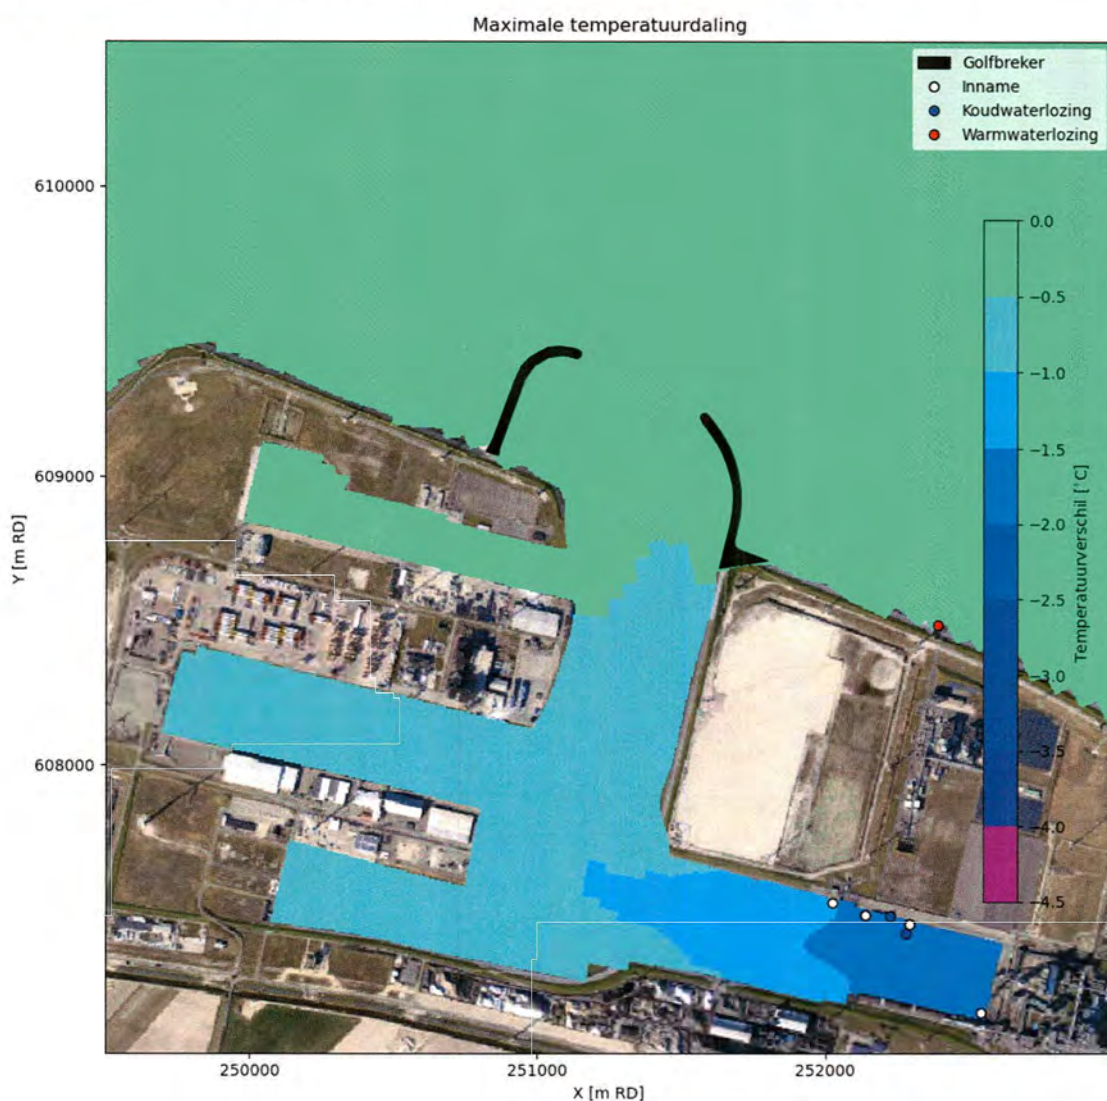 Maximale temperatuurdaling
Golfbreker
Inname
Koudwaterlozing
Warmwaterlozing
610000
609000
608000
Y [m RD]
0.0
−0.5
−1.0
−1.5
−2.0
−2.5
−3.0
−3.5
−4.0
−4.5
Temperatuurverschil [°C]
250000
251000
252000
X [m RD]